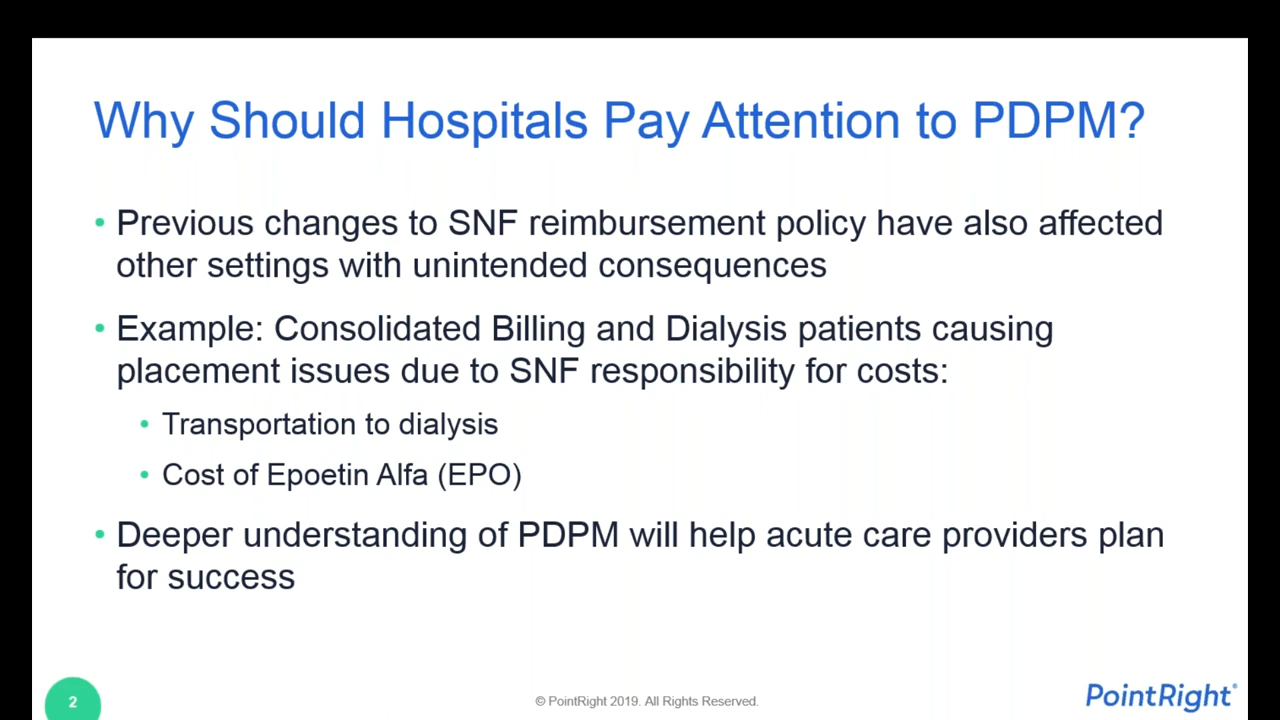 Why Should Hospitals Pay Attention to PDPM?
• Previous changes to SNF reimbursement policy have also affected
other settings with unintended consequences
• Example: Consolidated Billing and Dialysis patients causing
placement issues due to SNF responsibility for costs:
• Transportation to dialysis
• Cost of Epoetin Alfa (EPO)
• Deeper understanding of PDPM will help acute care providers plan
for success
2
© PointRight 2019. All Rights Reserved.
PointRight®